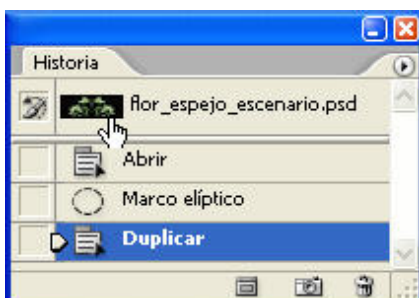 Historia
flor_espejo_escenario.psd
Abrir
Marco elíptico
Duplicar